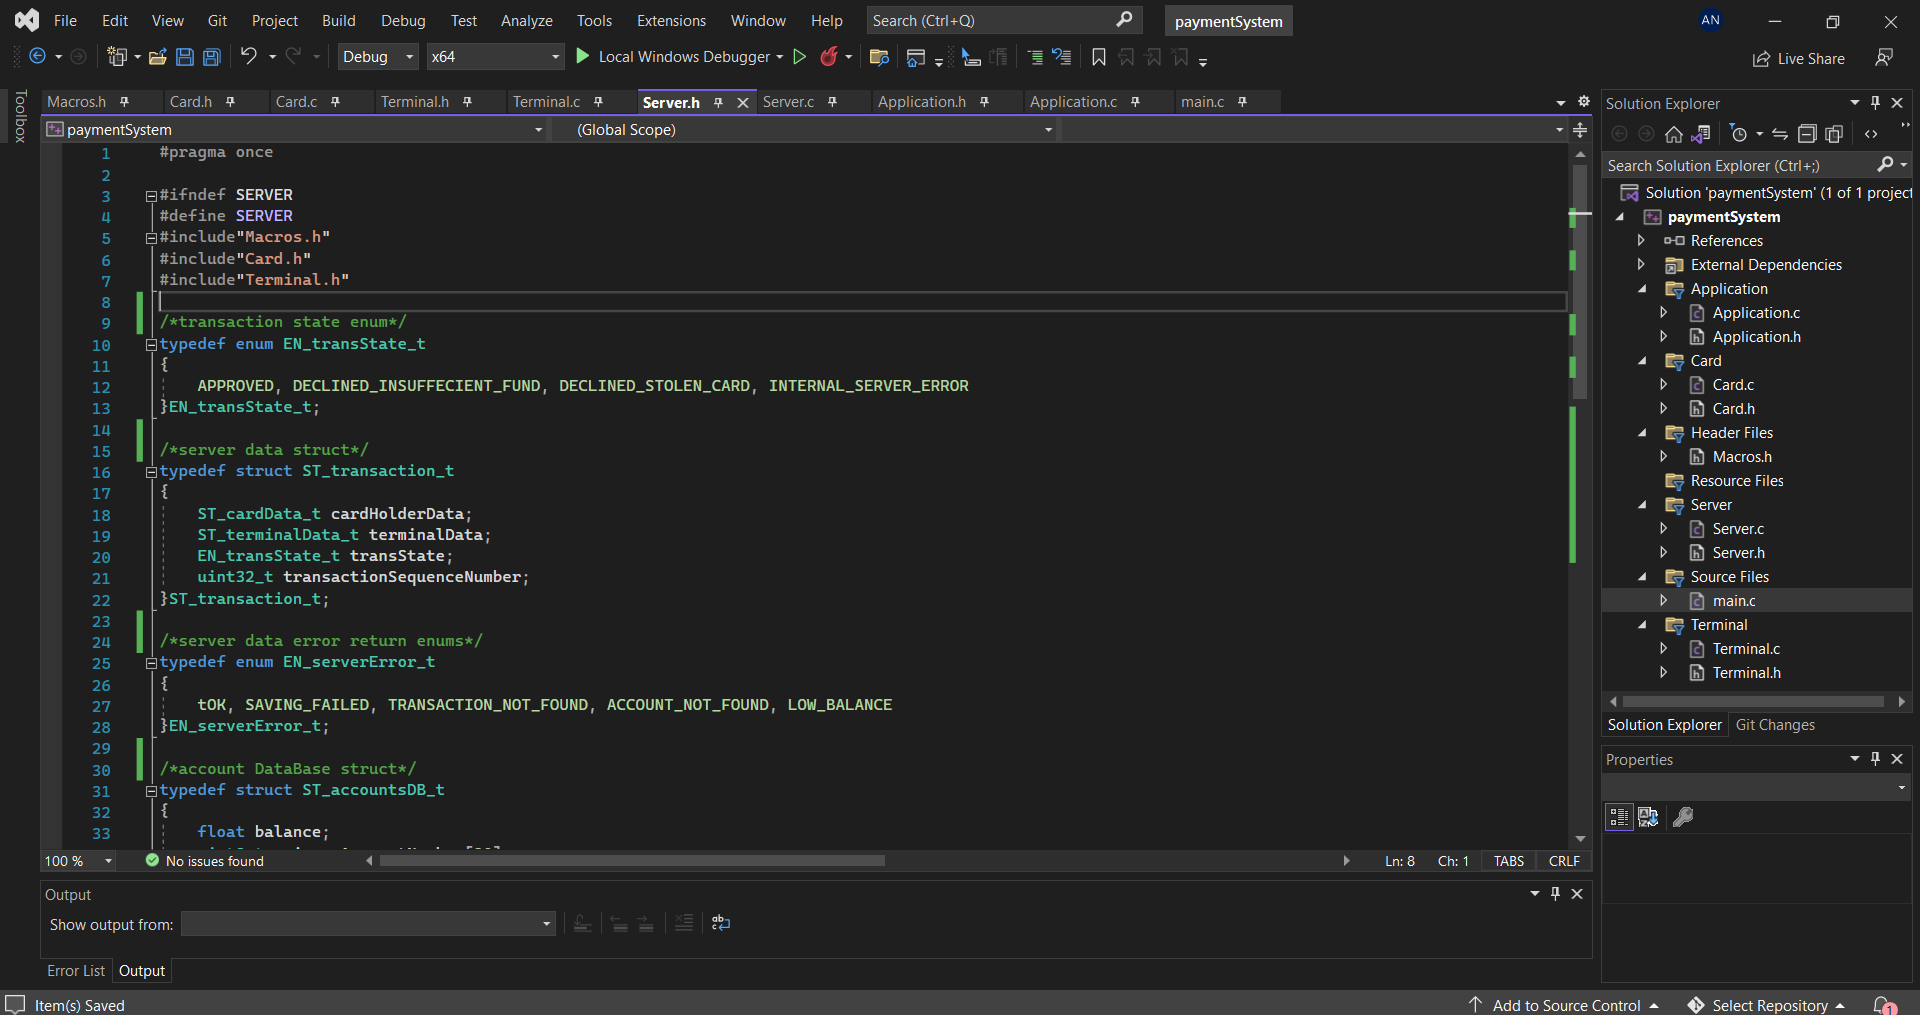 File Edit View Git Project Build Debug Test Analyze Tools Extensions Window Help Search (Ctrl+Q) paymentSystem AN
Debug x64 Local Windows Debugger Live Share
Toolbox
Macros.h Card.h Card.c Terminal.h Terminal.c Server.h Server.c Application.h Application.c main.c
paymentSystem (Global Scope)
1 #pragma once
2
3 #ifndef SERVER
4 #define SERVER
5 #include"Macros.h"
6 #include"Card.h"
7 #include"Terminal.h"
8
9 /*transaction state enum*/
10 typedef enum EN_transState_t
11 {
12 APPROVED, DECLINED_INSUFFECIENT_FUND, DECLINED_STOLEN_CARD, INTERNAL_SERVER_ERROR
13 }EN_transState_t;
14
15 /*server data struct*/
16 typedef struct ST_transaction_t
17 {
18 ST_cardData_t cardHolderData;
19 ST_terminalData_t terminalData;
20 EN_transState_t transState;
21 uint32_t transactionSequenceNumber;
22 }ST_transaction_t;
23
24 /*server data error return enums*/
25 typedef enum EN_serverError_t
26 {
27 tOK, SAVING_FAILED, TRANSACTION_NOT_FOUND, ACCOUNT_NOT_FOUND, LOW_BALANCE
28 }EN_serverError_t;
29
30 /*account DataBase struct*/
31 typedef struct ST_accountsDB_t
32 {
33 float balance;
100 % No issues found Ln: 8 Ch: 1 TABS CRLF
Output
Show output from:
Error List Output
Solution Explorer
Search Solution Explorer (Ctrl+;)
Solution 'paymentSystem' (1 of 1 project
paymentSystem
References
External Dependencies
Application
Application.c
Application.h
Card
Card.c
Card.h
Header Files
Macros.h
Resource Files
Server
Server.c
Server.h
Source Files
main.c
Terminal
Terminal.c
Terminal.h
Solution Explorer Git Changes
Properties
Item(s) Saved Add to Source Control Select Repository 1